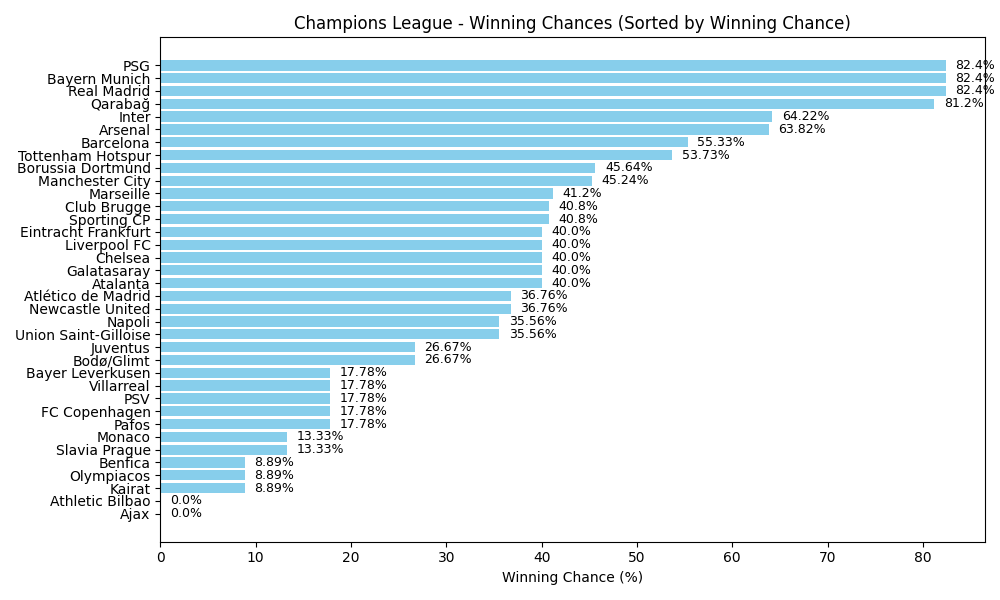 Champions League - Winning Chances (Sorted by Winning Chance)
PSG 82.4%
Bayern Munich 82.4%
Real Madrid 82.4%
Qarabağ 81.2%
Inter 64.22%
Arsenal 63.82%
Barcelona 55.33%
Tottenham Hotspur 53.73%
Borussia Dortmund 45.64%
Manchester City 45.24%
Marseille 41.2%
Club Brugge 40.8%
Sporting CP 40.8%
Eintracht Frankfurt 40.0%
Liverpool FC 40.0%
Chelsea 40.0%
Galatasaray 40.0%
Atalanta 40.0%
Atlético de Madrid 36.76%
Newcastle United 36.76%
Napoli 35.56%
Union Saint-Gilloise 35.56%
Juventus 26.67%
Bodø/Glimt 26.67%
Bayer Leverkusen 17.78%
Villarreal 17.78%
PSV 17.78%
FC Copenhagen 17.78%
Pafos 17.78%
Monaco 13.33%
Slavia Prague 13.33%
Benfica 8.89%
Olympiacos 8.89%
Kairat 8.89%
Athletic Bilbao 0.0%
Ajax 0.0%
0 10 20 30 40 50 60 70 80
Winning Chance (%)